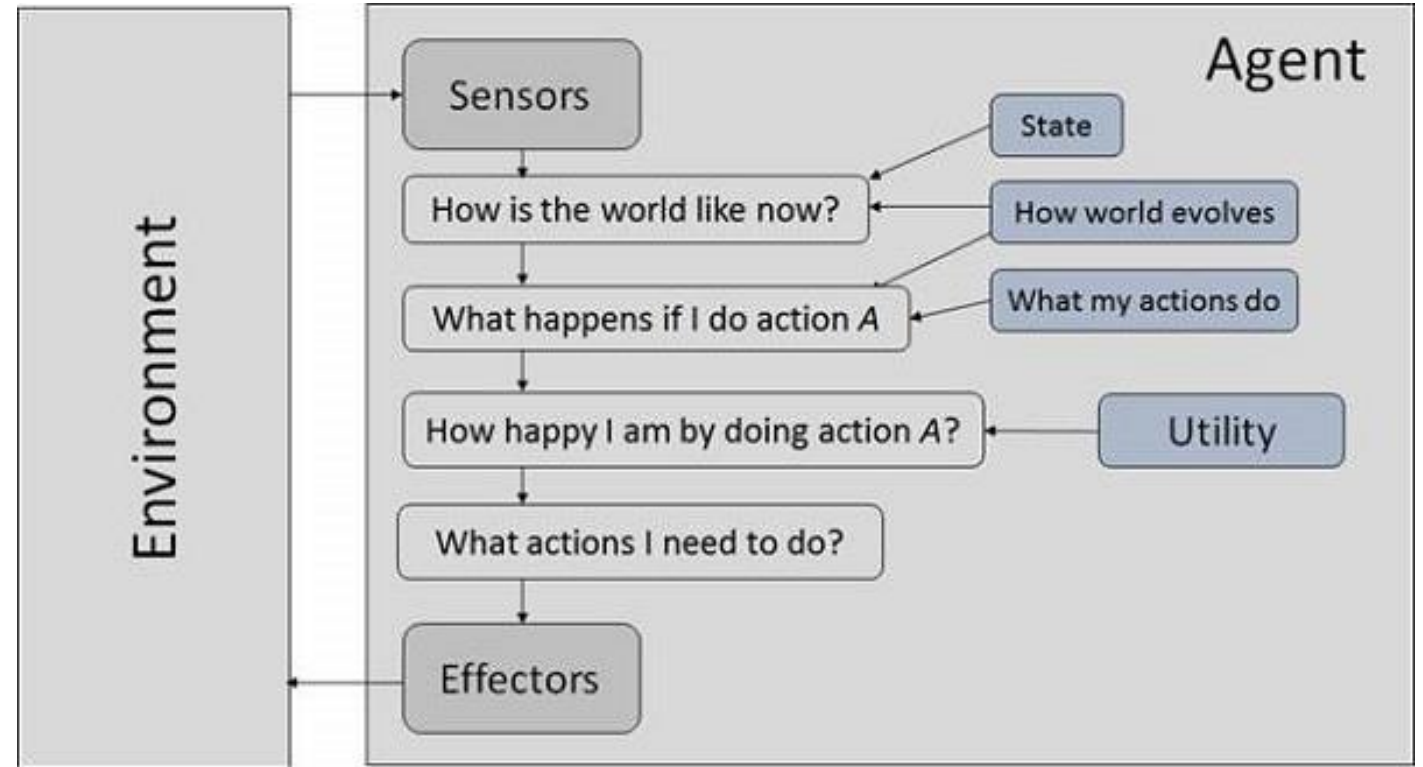 Agent
Environment
Sensors
State
How is the world like now?
How world evolves
What happens if I do action A
What my actions do
How happy I am by doing action A?
Utility
What actions I need to do?
Effectors